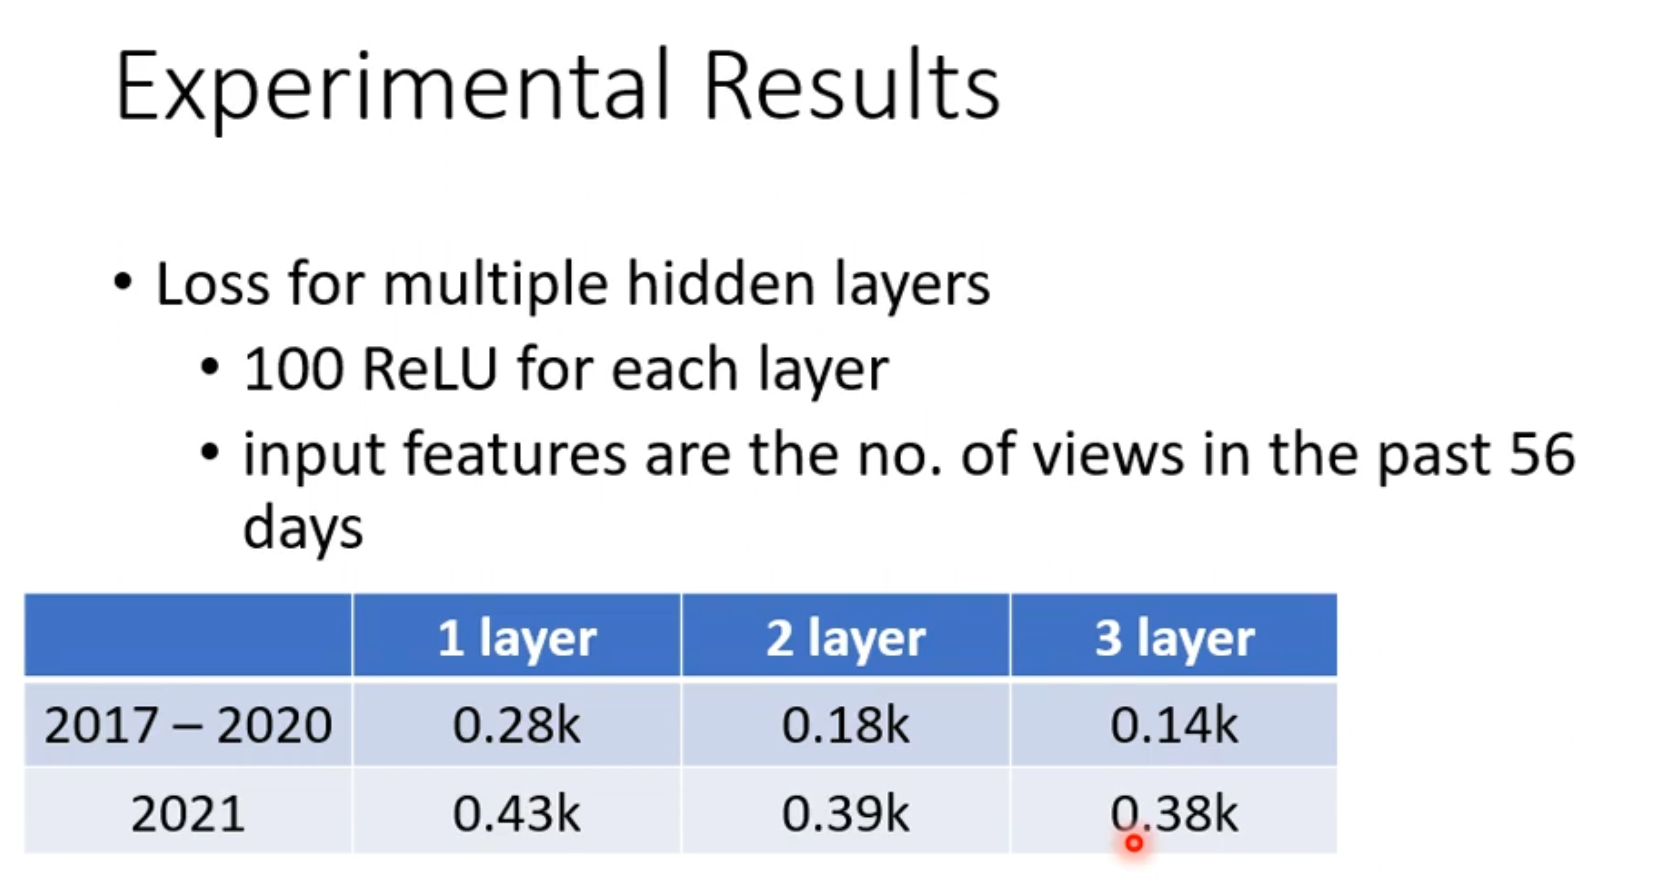 Experimental Results
• Loss for multiple hidden layers
• 100 ReLU for each layer
• input features are the no. of views in the past 56
days
1 layer 2 layer 3 layer
2017 – 2020 0.28k 0.18k 0.14k
2021 0.43k 0.39k 0.38k